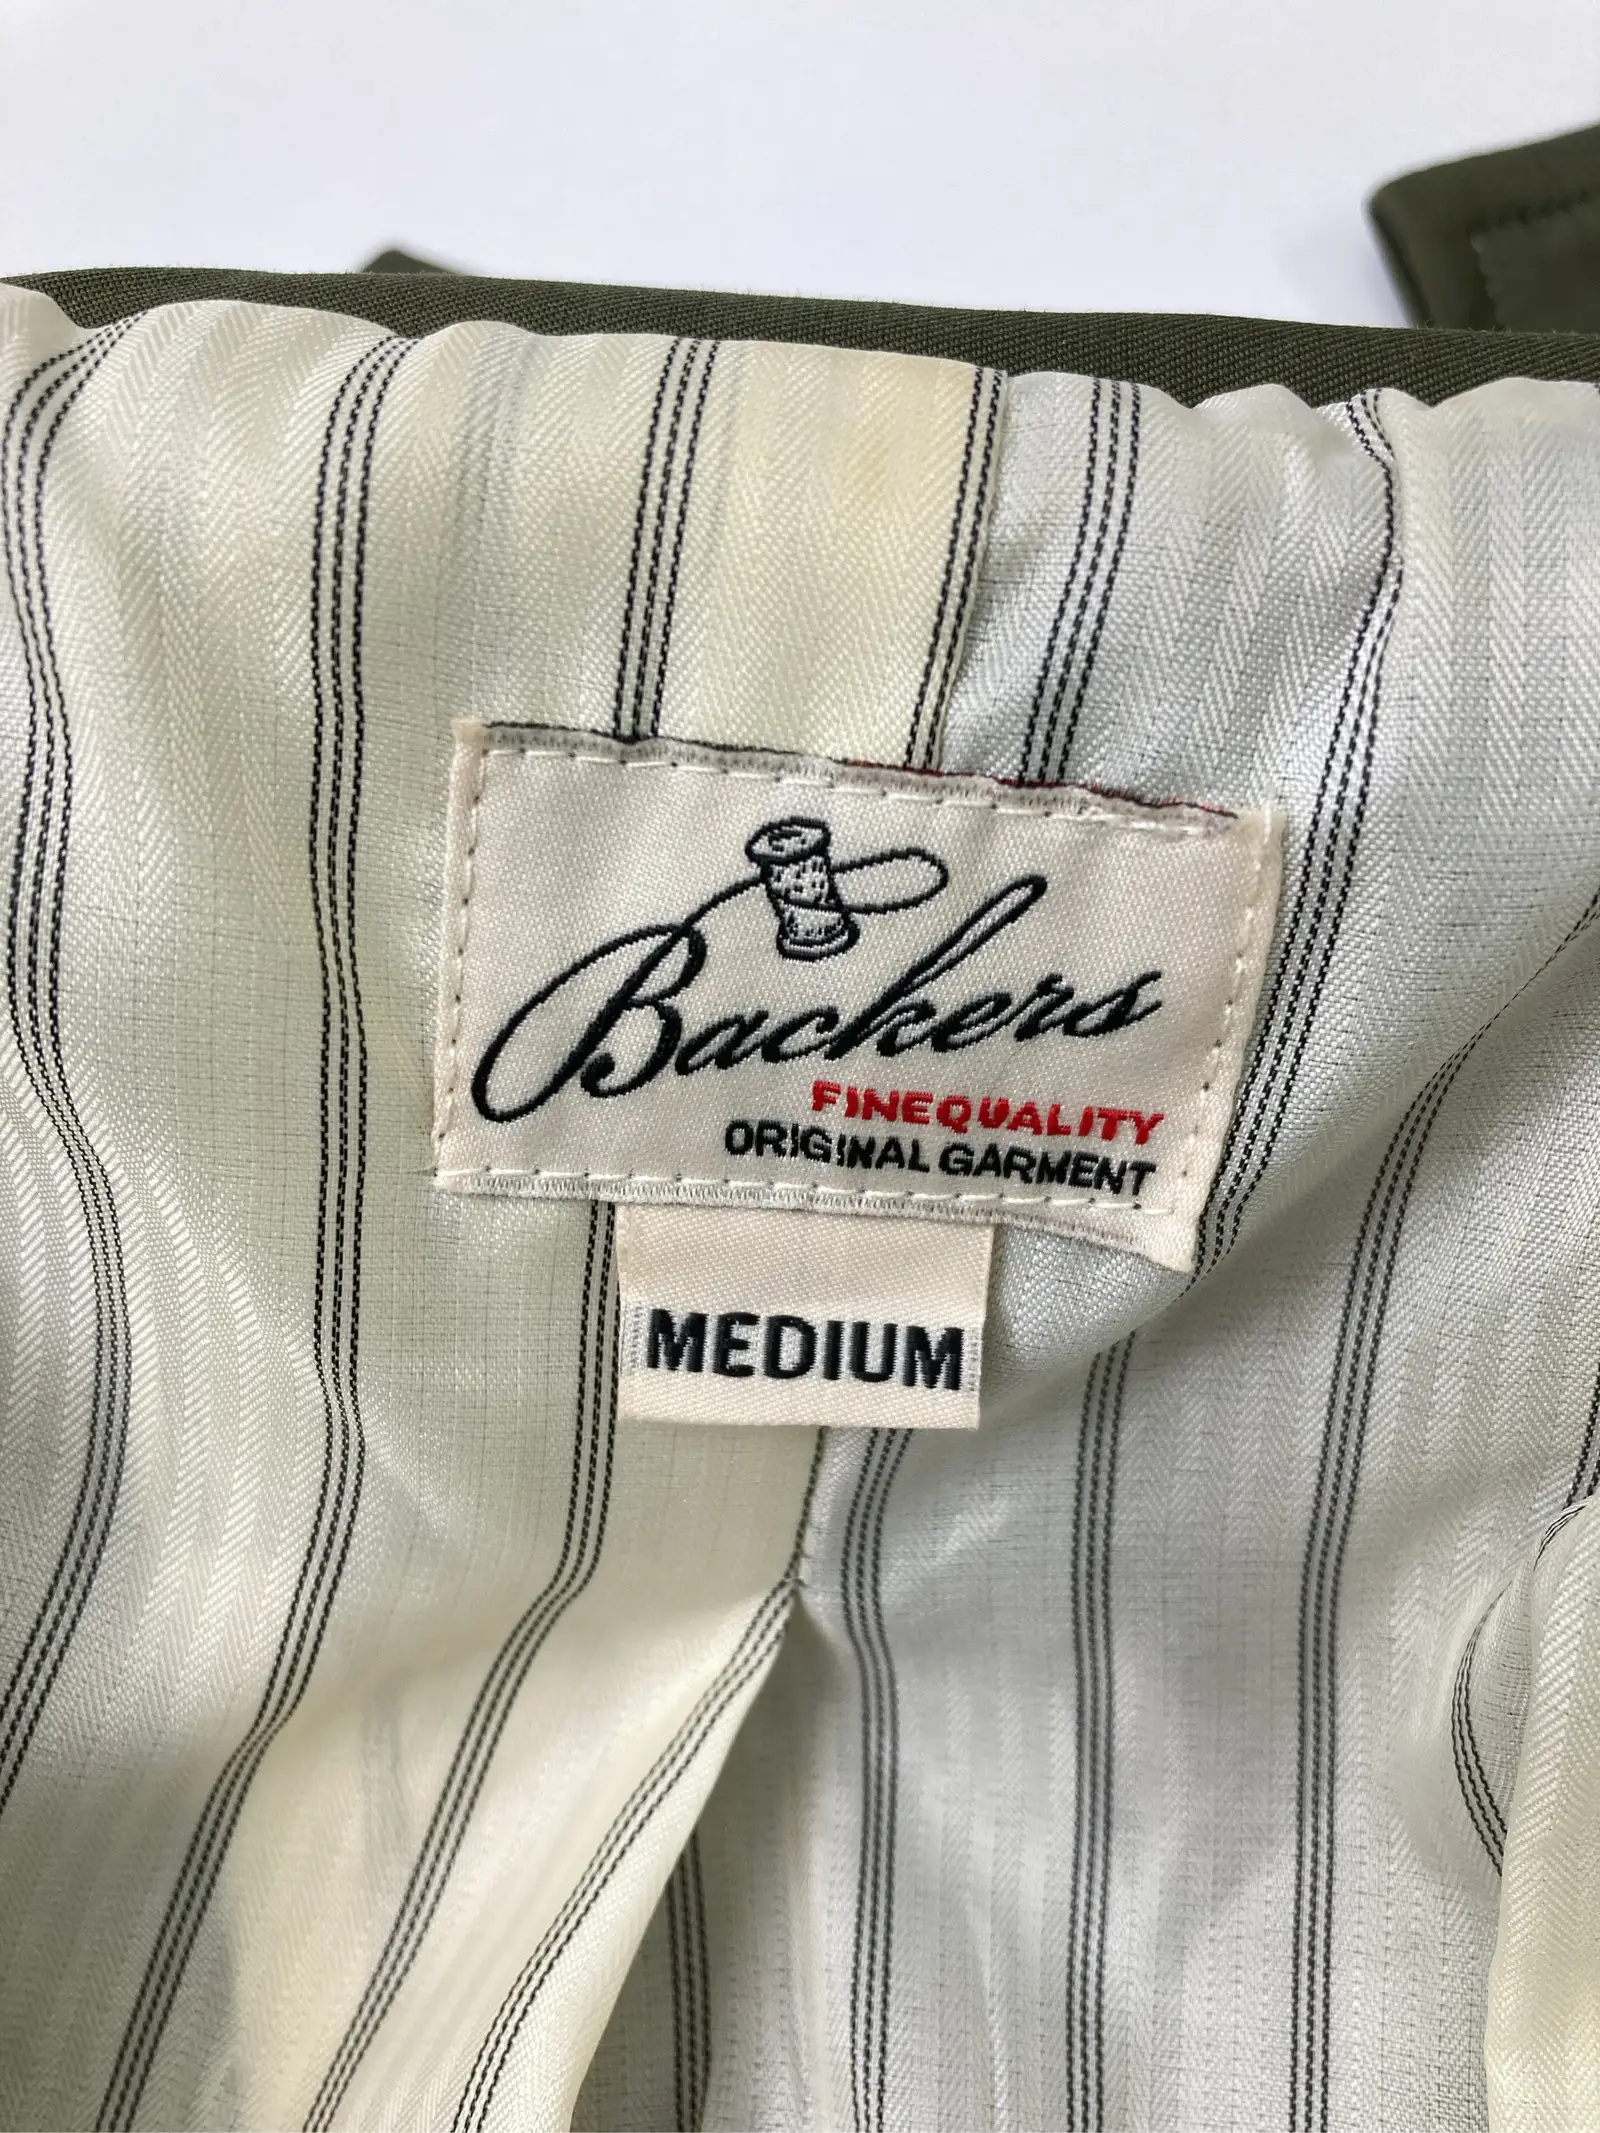 Backers
FINEQUALITY
ORIGINAL GARMENT
MEDIUM